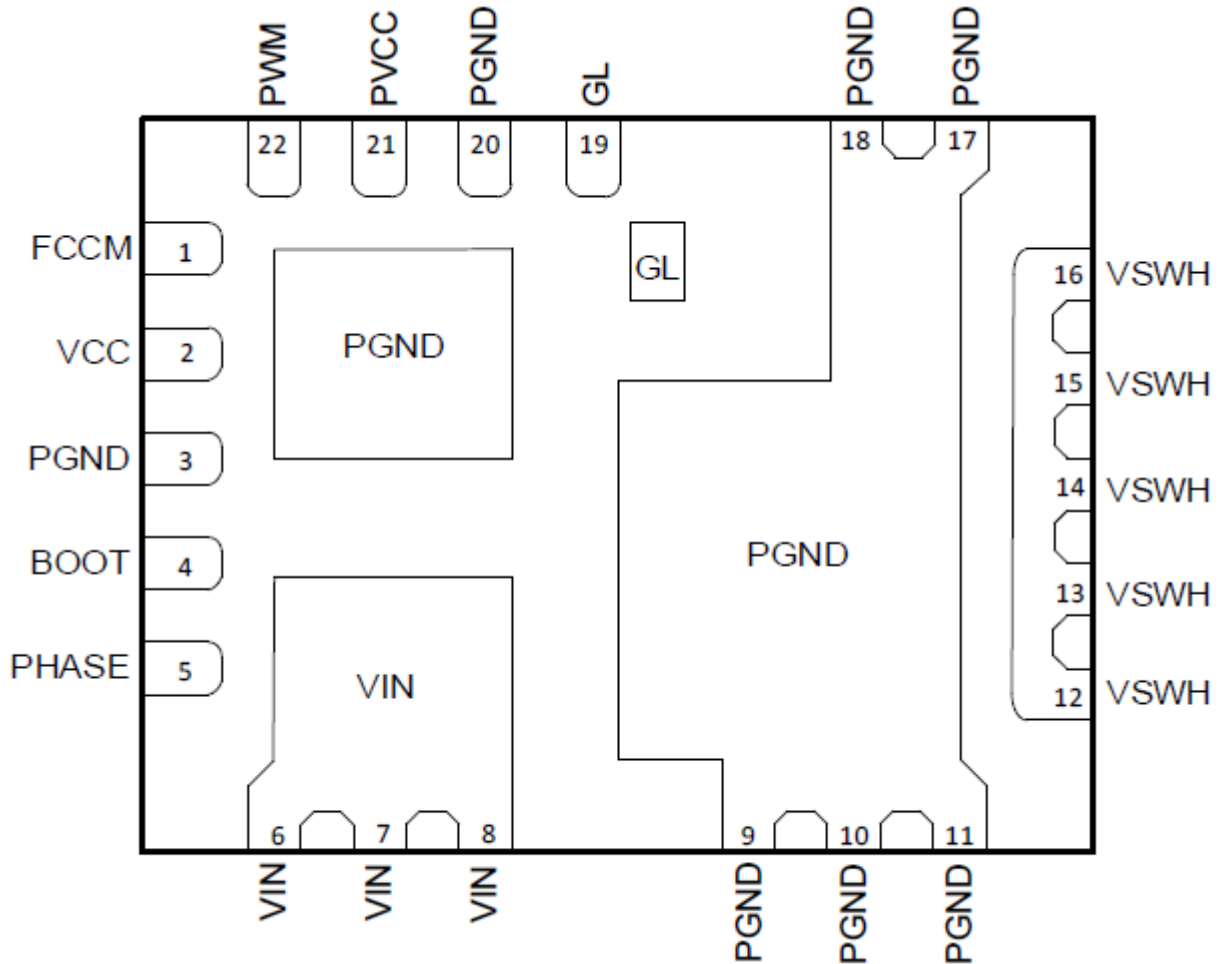 PWM
PVCC
PGND
GL
PGND
PGND
22
21
20
19
18
17
FCCM 1
GL
16 VSWH
VCC 2
PGND
15 VSWH
PGND 3
14 VSWH
BOOT 4
PGND
13 VSWH
PHASE 5
VIN
12 VSWH
6
7
8
9
10
11
VIN
VIN
VIN
PGND
PGND
PGND